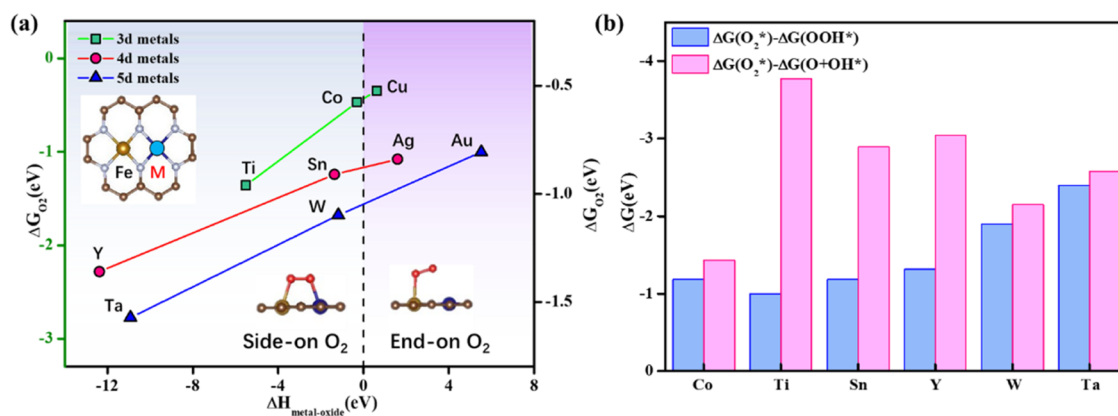 (a)
3d metals
4d metals
5d metals
Fe M
Ti
Co
Cu
Y
Sn
Ag
Ta
W
Au
Side-on O2
End-on O2
0
-1
-2
-3
ΔGO2(eV)
-0.5
-1.0
-1.5
ΔGO2(eV)
-12 -8 -4 0 4 8
ΔHmetal-oxide(eV)
(b)
ΔG(O2*)-ΔG(OOH*)
ΔG(O2*)-ΔG(O+OH*)
-4
-3
-2
-1
-0
ΔG(eV)
Co Ti Sn Y W Ta